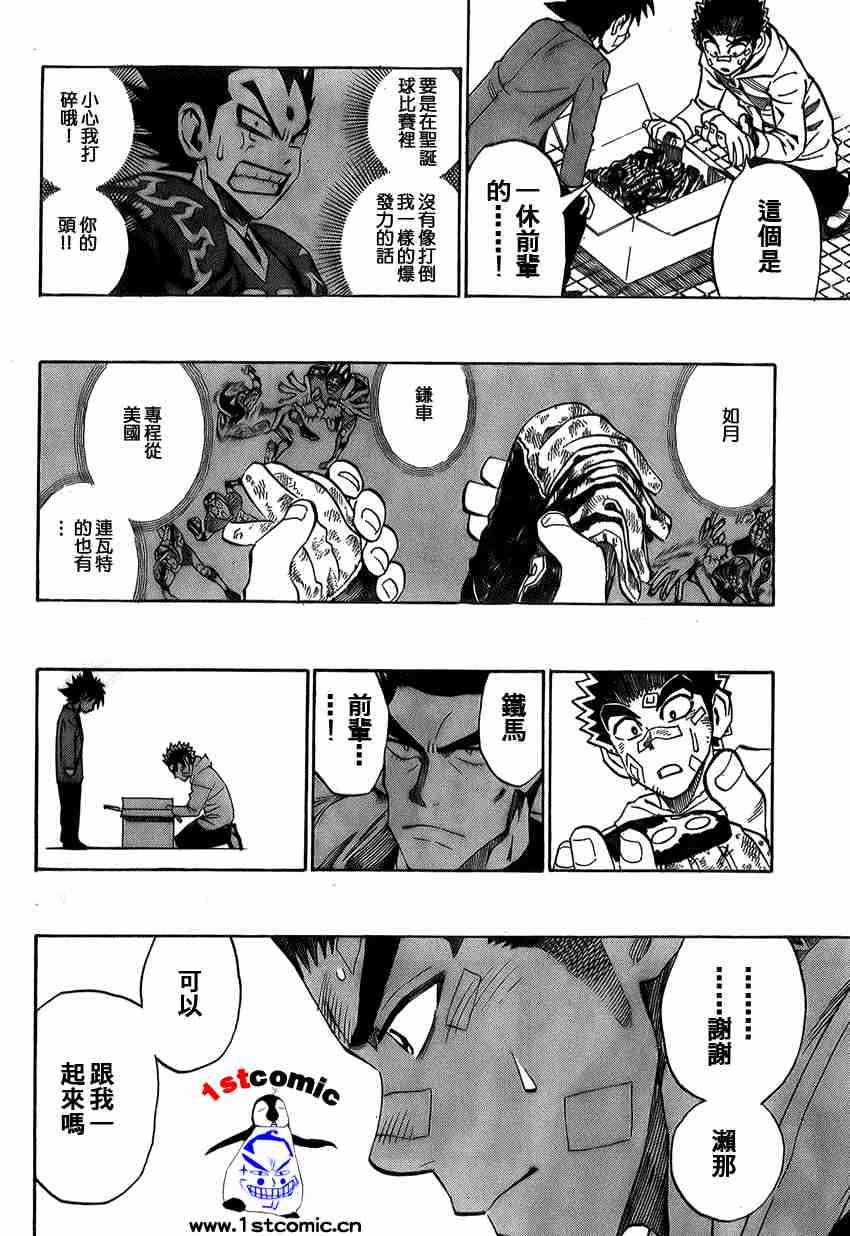 這個是
一休前輩
的………!
要是在聖誕
球比賽裡
沒有像打倒
我一樣的爆
發力的話
小心我打
碎哦!
你的
頭!!
如月
鎌車
專程從
美國
連瓦特
的也有
…
鐵馬
前輩……!
………謝謝
瀨那
可以
跟我一
起來嗎
1stcomic
www.1stcomic.cn